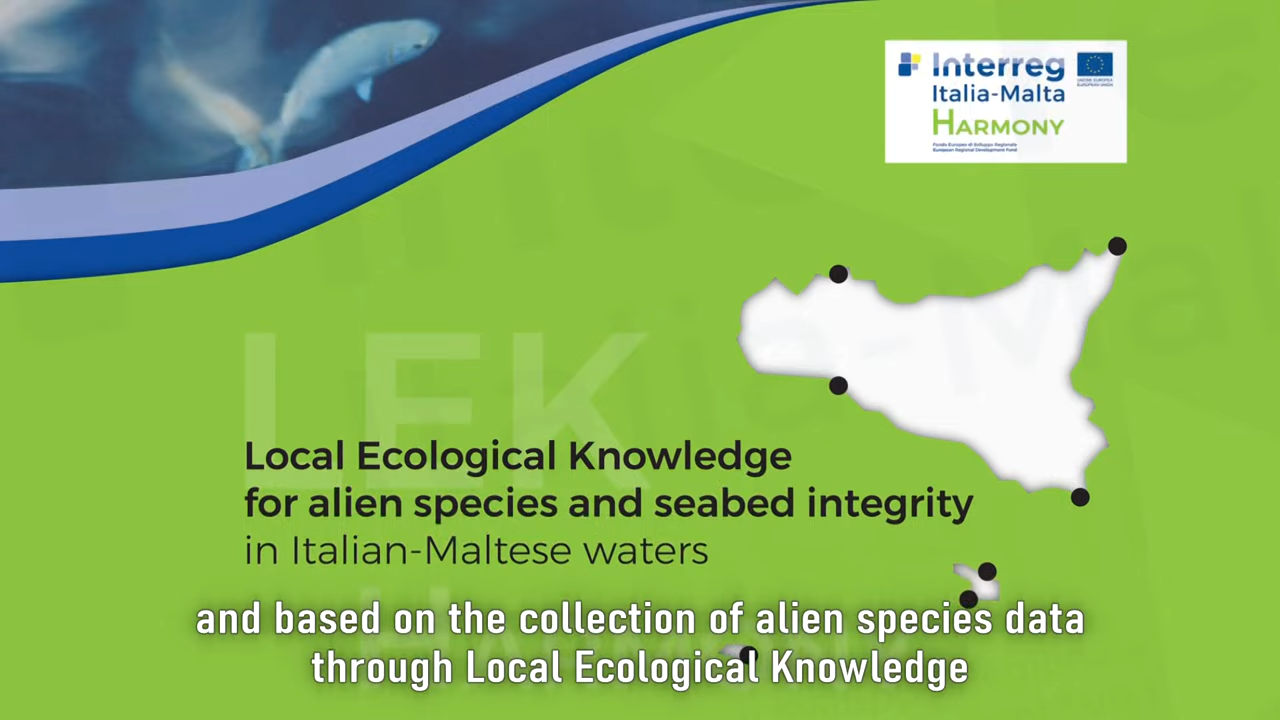 Interreg
UNIONE EUROPEA
EUROPEAN UNION
Italia-Malta
HARMONY
Fondo Europeo di Sviluppo Regionale
European Regional Development Fund
LEK
Local Ecological Knowledge
for alien species and seabed integrity
in Italian-Maltese waters
and based on the collection of alien species data
through Local Ecological Knowledge